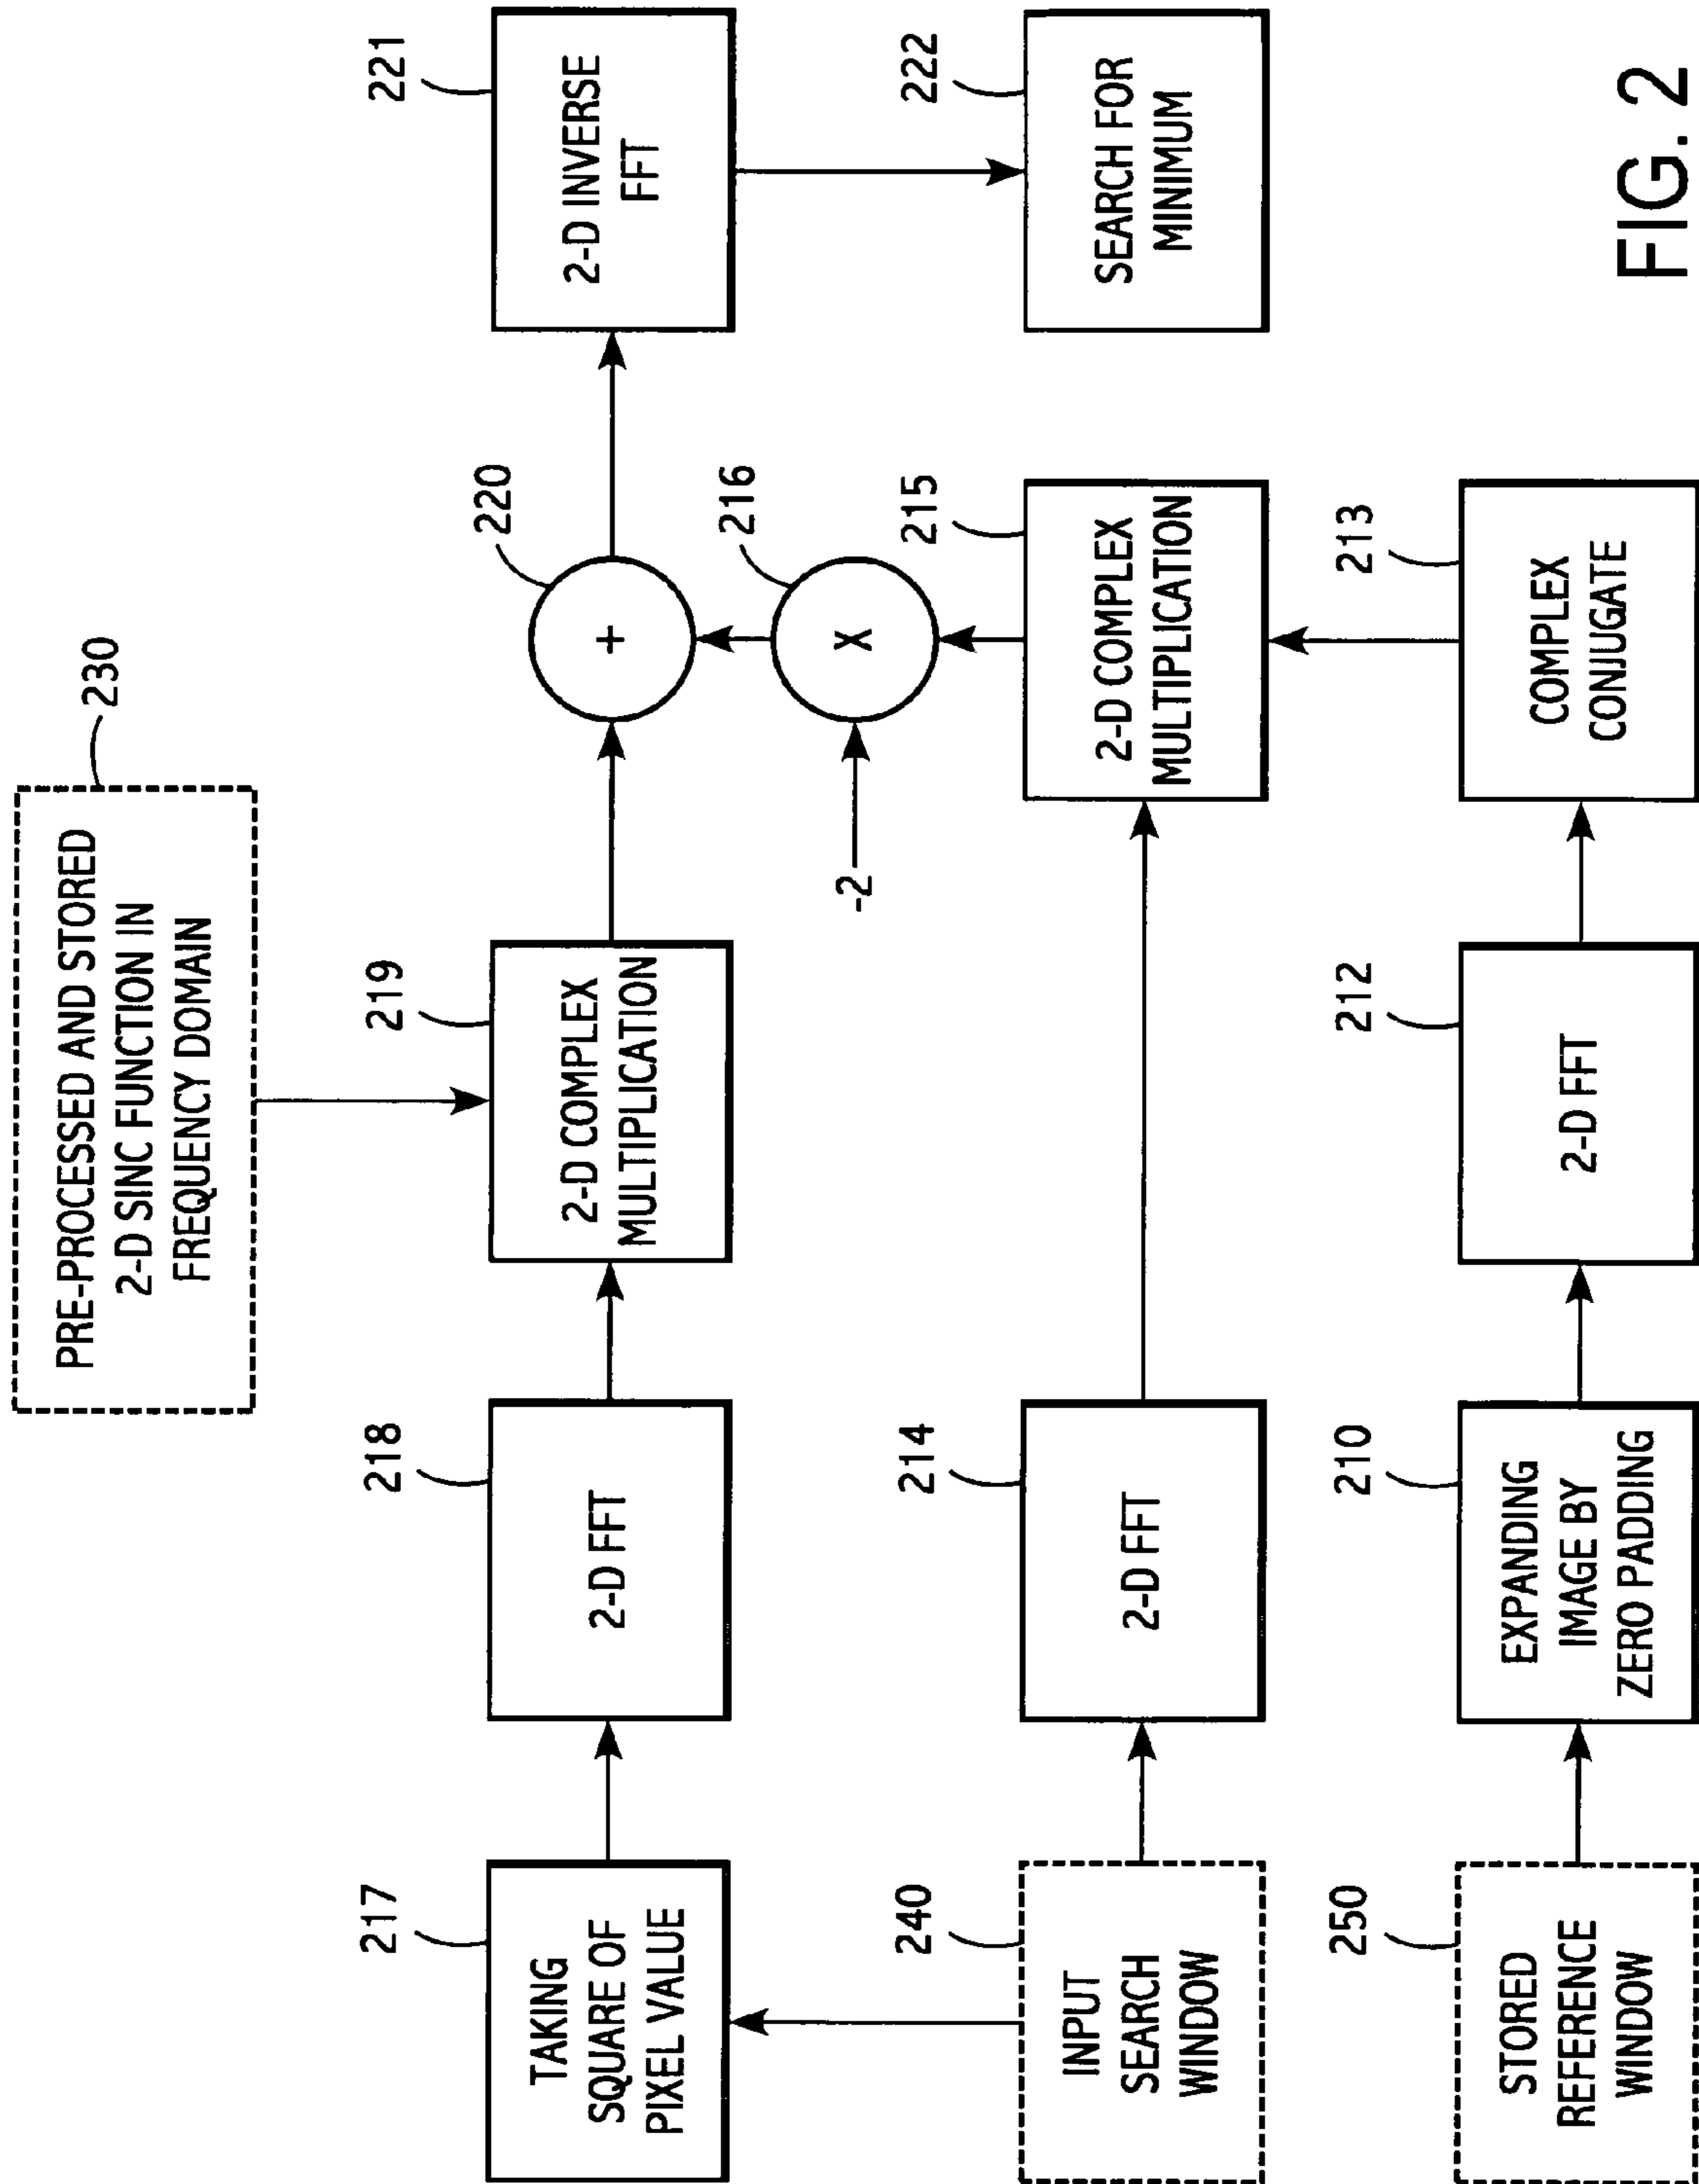 PRE-PROCESSED AND STORED
2-D SINC FUNCTION IN
FREQUENCY DOMAIN
230
217
TAKING
SQUARE OF
PIXEL VALUE
218
2-D FFT
219
2-D COMPLEX
MULTIPLICATION
220
+
221
2-D INVERSE
FFT
-2
216
X
240
INPUT
SEARCH
WINDOW
214
2-D FFT
215
2-D COMPLEX
MULTIPLICATION
222
SEARCH FOR
MINIMUM
250
STORED
REFERENCE
WINDOW
210
EXPANDING
IMAGE BY
ZERO PADDING
212
2-D FFT
213
COMPLEX
CONJUGATE
FIG. 2